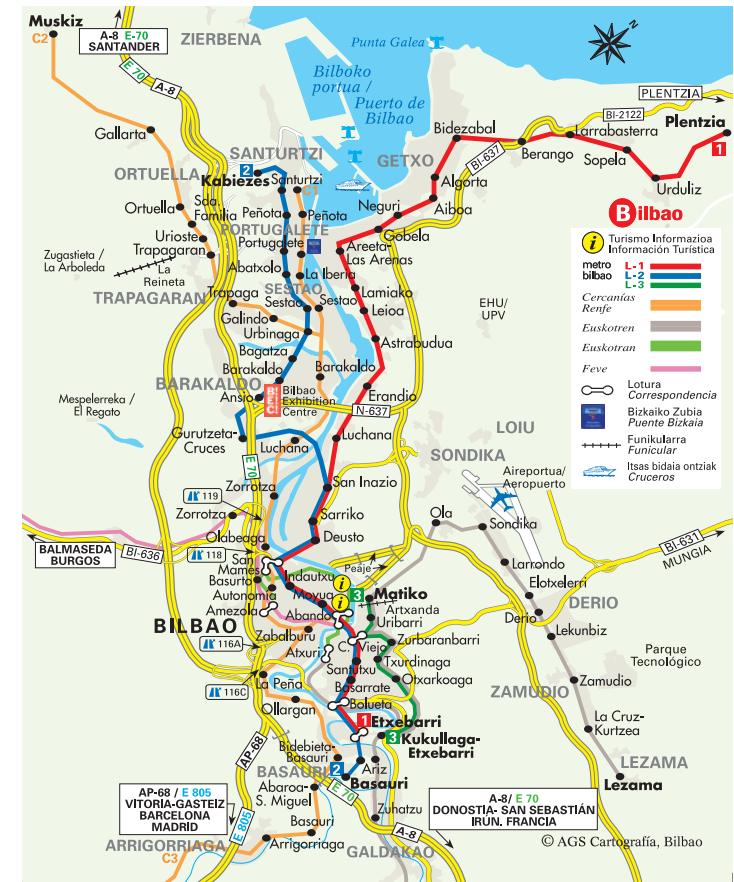 Muskiz
C2
A-8 E-70
SANTANDER
ZIERBENA
Punta Galea
E 70
A-8
Bilboko
portua /
Puerto de
Bilbao
PLENTZIA
BI-2122
Plentzia
1
Gallarta
Bidezabal
Larrabasterra
Berango
Sopela
Urduliz
BI-637
SANTURTZI
GETXO
ORTUELLA
2
Kabiezes
Santurtzi
C1
Algorta
Aiboa
Neguri
Gobela
Ortuella
Sda.
Familia
Peñota
Peñota
PORTUGALETE
Portugalete
Urioste
Trapagaran
Zugastieta /
La Arboleda
La
Reineta
TRAPAGARAN
Abatxolo
La Iberia
Areeta-
Las Arenas
SESTAO
Lamiako
Leioa
Trapaga
Sestao
Sestao
Galindo
Urbinaga
Astrabudua
EHU/
UPV
Bagatza
Barakaldo
Barakaldo
BARAKALDO
Ansio
BEC!
Bilbao
Exhibition
Centre
Erandio
N-637
Mespelerreka /
El Regato
Gurutzeta-
Cruces
Luchana
Luchana
E 70
LOIU
SONDIKA
Aireportua/
Aeropuerto
Zorrotza
San Inazio
119
Zorrotza
Sarriko
Ola
Sondika
Olabeaga
Deusto
BALMASEDA
BURGOS
BI-636
118
BI-631
MUNGIA
San
Mames
Peaje
Larrondo
Elotxelerri
Basurto
Indautxu
Autonomia
Moyua
3
Matiko
Amezola
Abando
Artxanda
Uribarri
DERIO
Derio
Lekunbiz
BILBAO
Zabalburu
C. Viejo
Zurbaranbarri
116A
Atxuri
Txurdinaga
Parque
Tecnológico
Santutxu
Otxarkoaga
116C
La Peña
Basarrate
Zamudio
ZAMUDIO
Ollargan
Bolueta
La Cruz-
Kurtzea
1
Etxebarri
3
Kukullaga-
Etxebarri
AP-68
Bidebieta-
Basauri
BASAURI
2
Basauri
Ariz
LEZAMA
Lezama
AP-68 / E 805
VITORIA-GASTEIZ
BARCELONA
MADRID
Abaroa-
S. Miguel
E 70
Zuhatzu
A-8/ E 70
DONOSTIA- SAN SEBASTIÁN
IRÚN. FRANCIA
E 805
Basauri
A-8
ARRIGORRIAGA
Arrigorriaga
C3
GALDAKAO
© AGS Cartografía, Bilbao
Bilbao
i Turismo Informazioa
Información Turística
metro
bilbao
L-1
L-2
L-3
Cercanías
Renfe
Euskotren
Euskotran
Feve
Lotura
Correspondencia
Bizkaiko Zubia
Puente Bizkaia
Funikularra
Funicular
Itsas bidaia ontziak
Cruceros